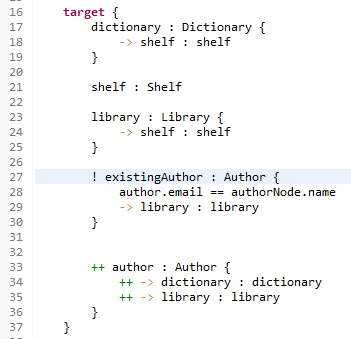 16 target {
17 dictionary : Dictionary {
18 -> shelf : shelf
19 }
20
21 shelf : Shelf
22
23 library : Library {
24 -> shelf : shelf
25 }
26
27 ! existingAuthor : Author {
28 author.email == authorNode.name
29 -> library : library
30 }
31
32
33 ++ author : Author {
34 ++ -> dictionary : dictionary
35 ++ -> library : library
36 }
37 }